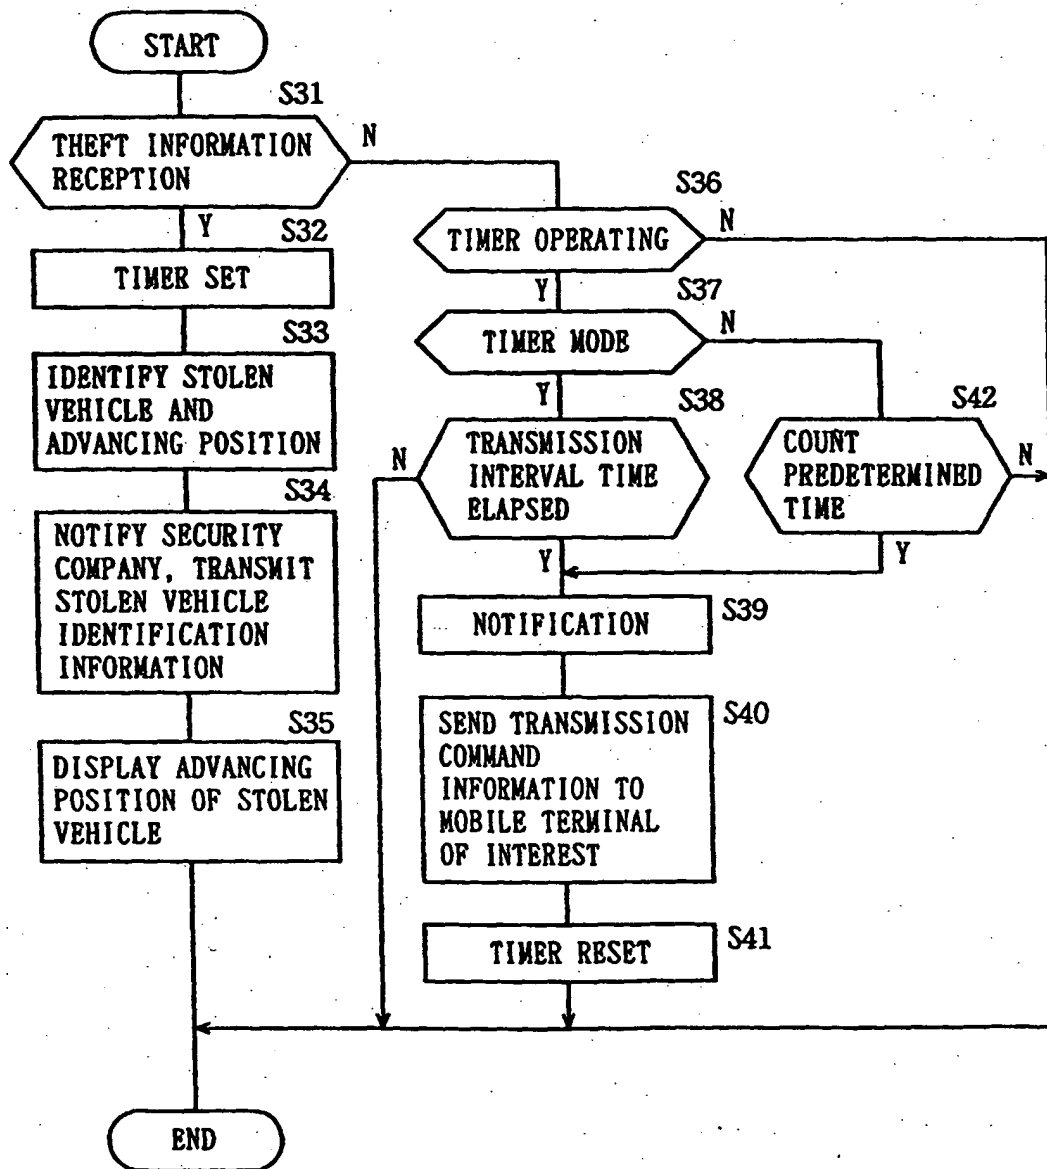 START
S31
THEFT INFORMATION
RECEPTION
N
Y
S32
TIMER SET
S33
IDENTIFY STOLEN
VEHICLE AND
ADVANCING POSITION
S34
NOTIFY SECURITY
COMPANY, TRANSMIT
STOLEN VEHICLE
IDENTIFICATION
INFORMATION
S35
DISPLAY ADVANCING
POSITION OF STOLEN
VEHICLE
S36
TIMER OPERATING
N
Y
S37
TIMER MODE
N
Y
S38
TRANSMISSION
INTERVAL TIME
ELAPSED
N
Y
S42
COUNT
PREDETERMINED
TIME
N
Y
S39
NOTIFICATION
S40
SEND TRANSMISSION
COMMAND
INFORMATION TO
MOBILE TERMINAL
OF INTEREST
S41
TIMER RESET
END